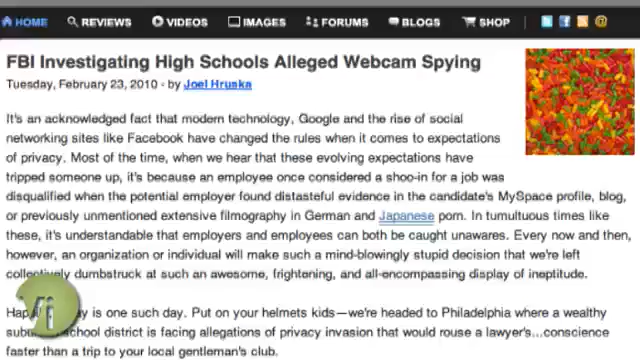 HOME REVIEWS VIDEOS IMAGES FORUMS BLOGS SHOP
FBI Investigating High Schools Alleged Webcam Spying
Tuesday, February 23, 2010 - by Joel Hruska
It's an acknowledged fact that modern technology, Google and the rise of social
networking sites like Facebook have changed the rules when it comes to expectations
of privacy. Most of the time, when we hear that these evolving expectations have
tripped someone up, it's because an employee once considered a shoo-in for a job was
disqualified when the potential employer found distasteful evidence in the candidate's MySpace profile, blog,
or previously unmentioned extensive filmography in German and Japanese porn. In tumultuous times like
these, it's understandable that employers and employees can both be caught unawares. Every now and then,
however, an organization or individual will make such a mind-blowingly stupid decision that we're left
collectively dumbstruck at such an awesome, frightening, and all-encompassing display of ineptitude.
is one such day. Put on your helmets kids—we're headed to Philadelphia where a wealthy
school district is facing allegations of privacy invasion that would rouse a lawyer's...conscience
faster than a trip to your local gentleman's club.